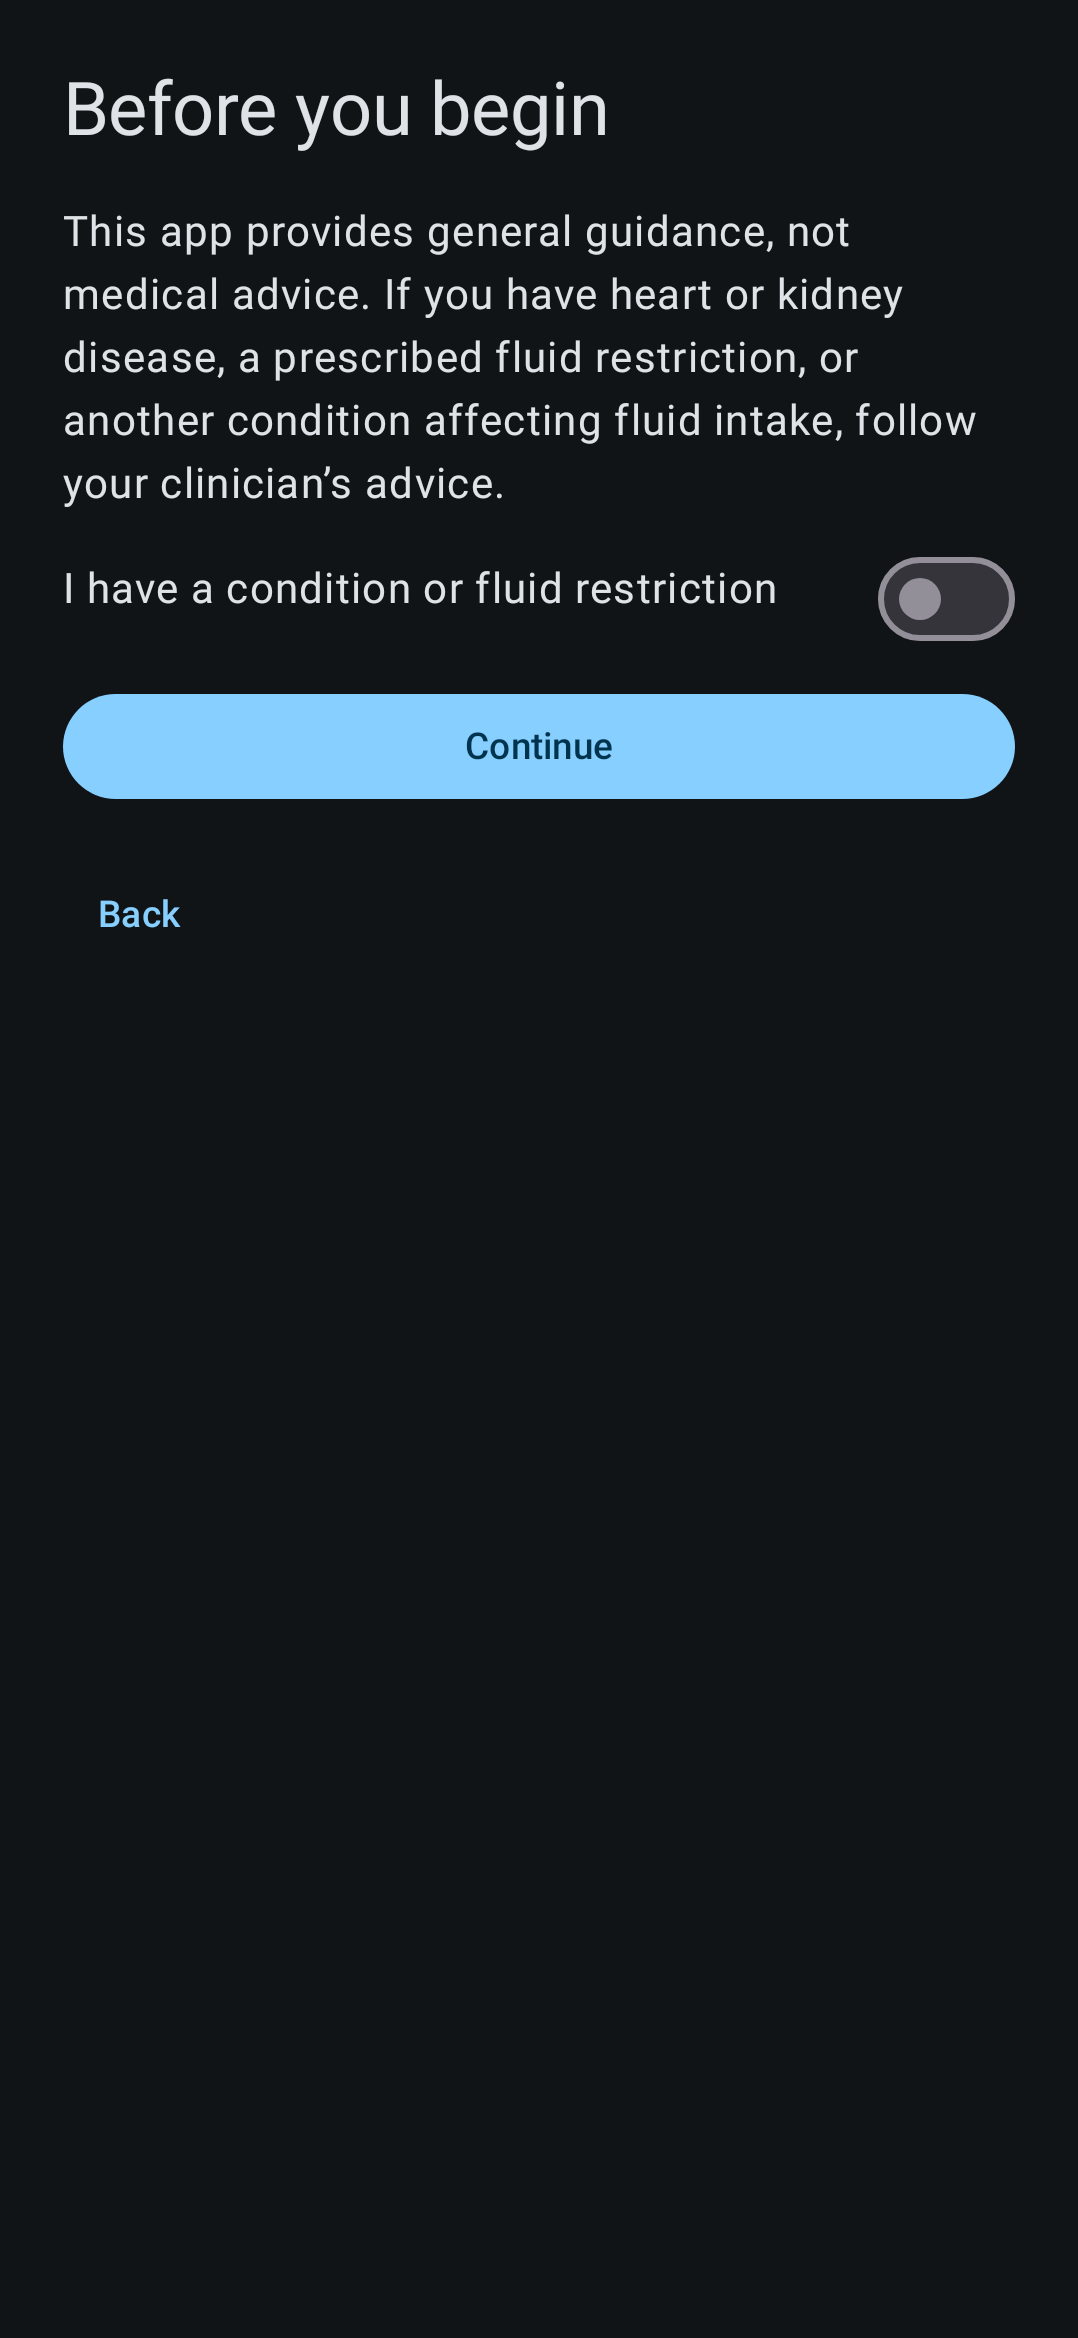 Before you begin
This app provides general guidance, not
medical advice. If you have heart or kidney
disease, a prescribed fluid restriction, or
another condition affecting fluid intake, follow
your clinician’s advice.
I have a condition or fluid restriction
Continue
Back